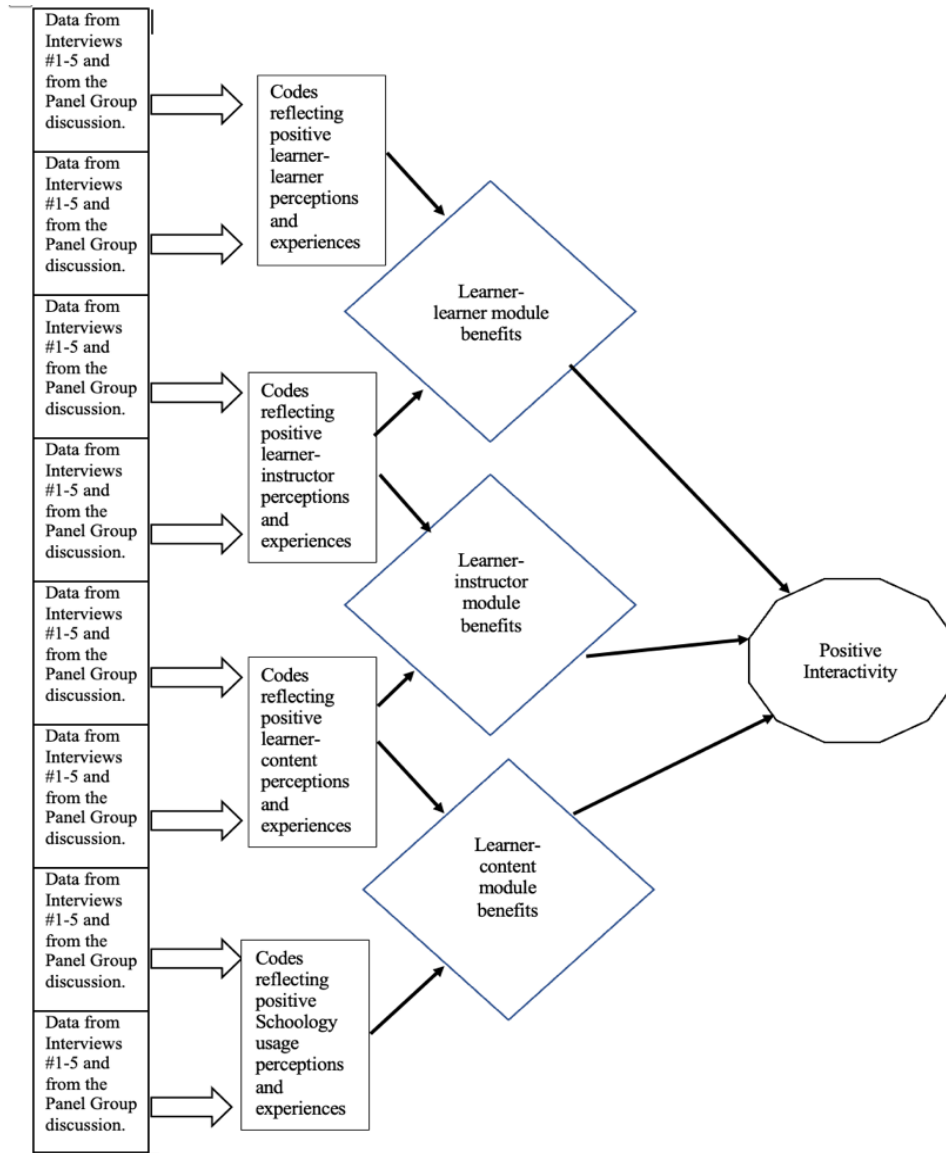 Data from
Interviews
#1-5 and
from the
Panel Group
discussion.
Data from
Interviews
#1-5 and
from the
Panel Group
discussion.
Data from
Interviews
#1-5 and
from the
Panel Group
discussion.
Data from
Interviews
#1-5 and
from the
Panel Group
discussion.
Data from
Interviews
#1-5 and
from the
Panel Group
discussion.
Data from
Interviews
#1-5 and
from the
Panel Group
discussion.
Data from
Interviews
#1-5 and
from the
Panel Group
discussion.
Data from
Interviews
#1-5 and
from the
Panel Group
discussion.
Codes
reflecting
positive
learner-
learner
perceptions
and
experiences
Codes
reflecting
positive
learner-
instructor
perceptions
and
experiences
Codes
reflecting
positive
learner-
content
perceptions
and
experiences
Codes
reflecting
positive
Schoology
usage
perceptions
and
experiences
Learner-
learner module
benefits
Learner-
instructor
module
benefits
Learner-
content
module
benefits
Positive
Interactivity